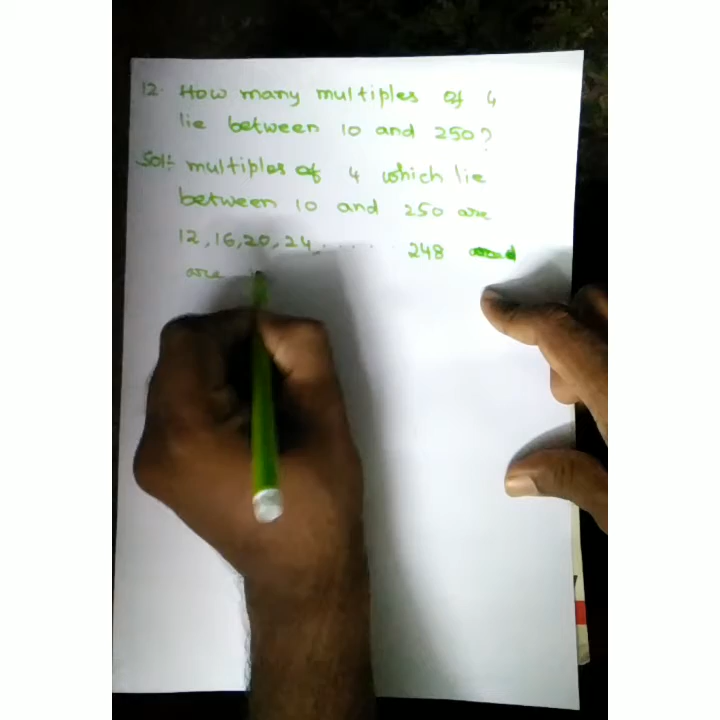 12. How many multiples of 4
lie between 10 and 250?
Sol:- multiples of 4 which lie
between 10 and 250 are
12, 16, 20, 24, ..... 248
are